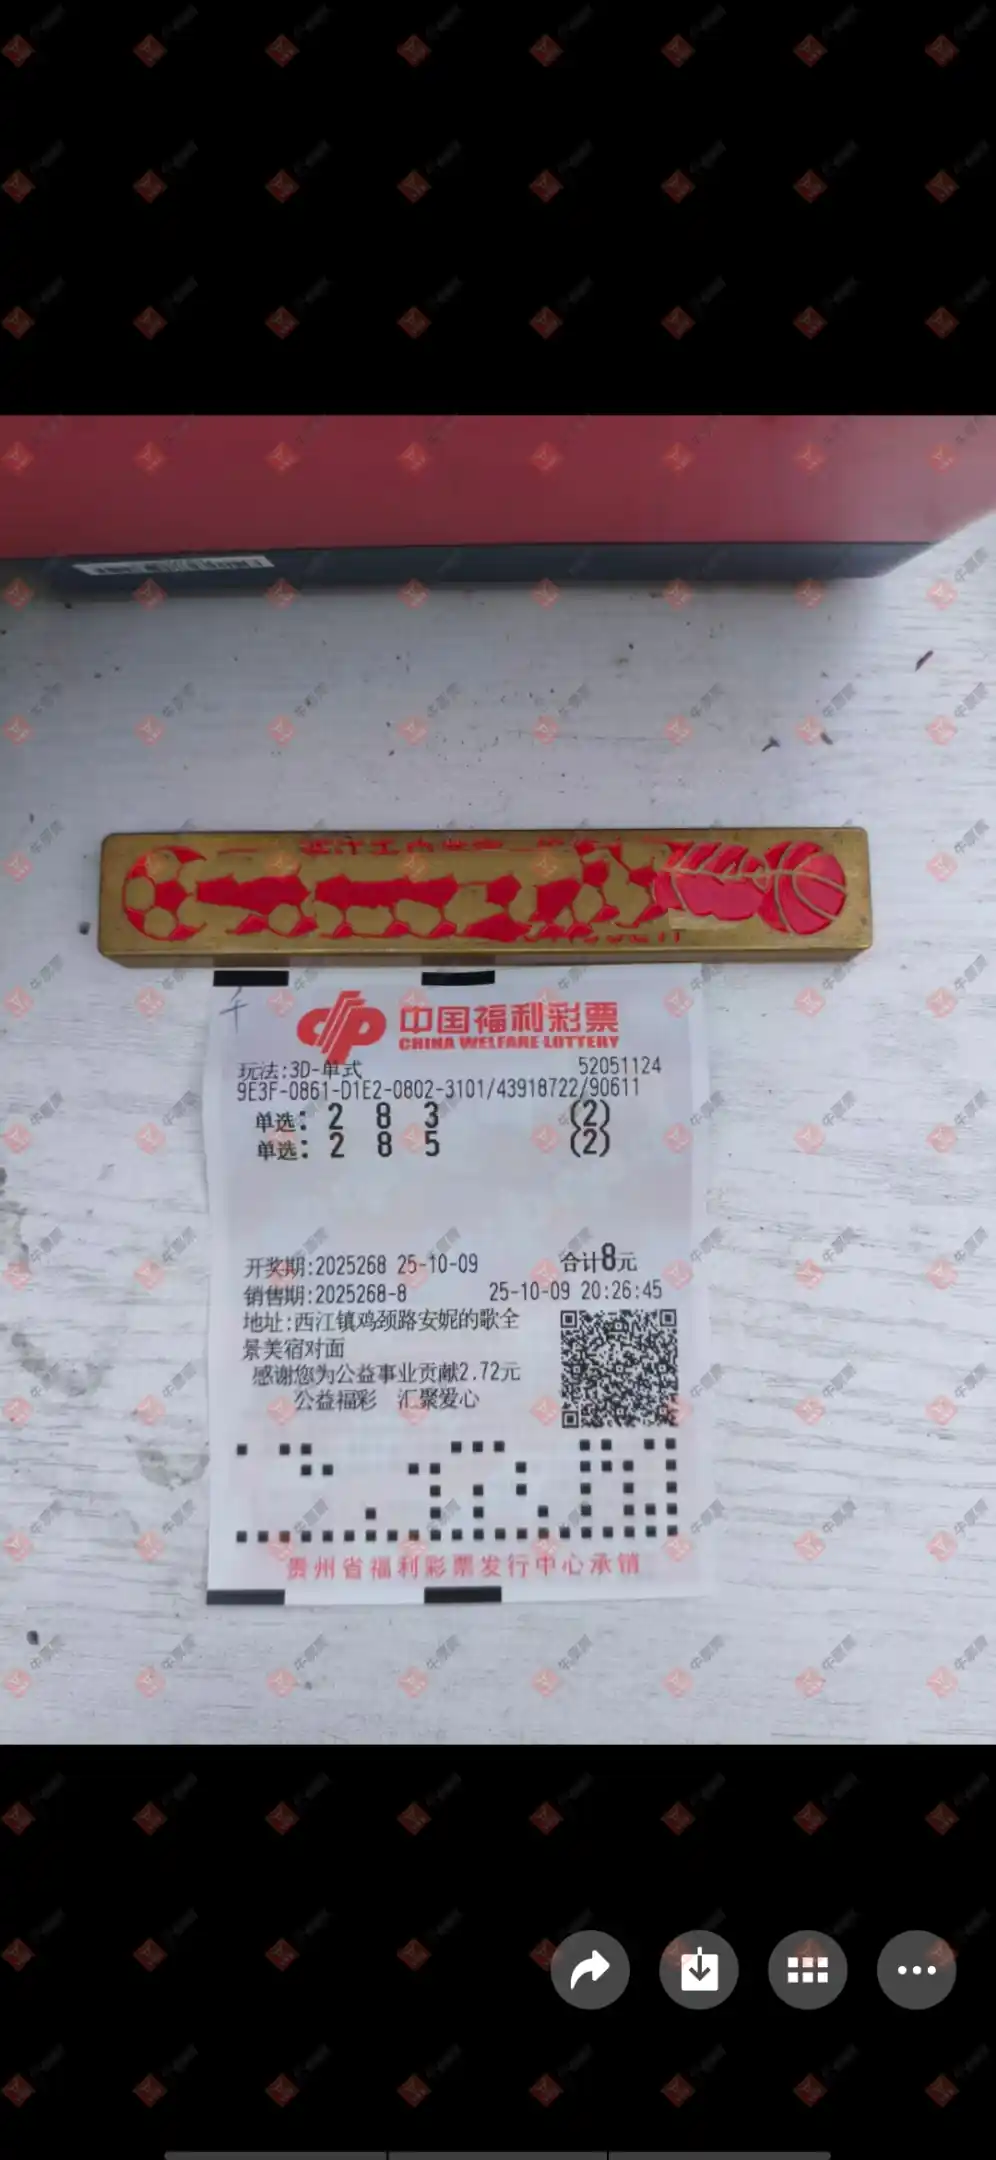 中国福利彩票
CHINA WELFARE LOTTERY
玩法:3D-单式 52051124
9E3F-0861-D1E2-0802-3101/43918722/90611
单选: 2 8 3 (2)
单选: 2 8 5 (2)
开奖期:2025268 25-10-09 合计8元
销售期:2025268-8 25-10-09 20:26:45
地址:西江镇鸡颈路安妮的歌全
景美宿对面
感谢您为公益事业贡献2.72元
公益福彩 汇聚爱心
贵州省福利彩票发行中心承销
牛票票